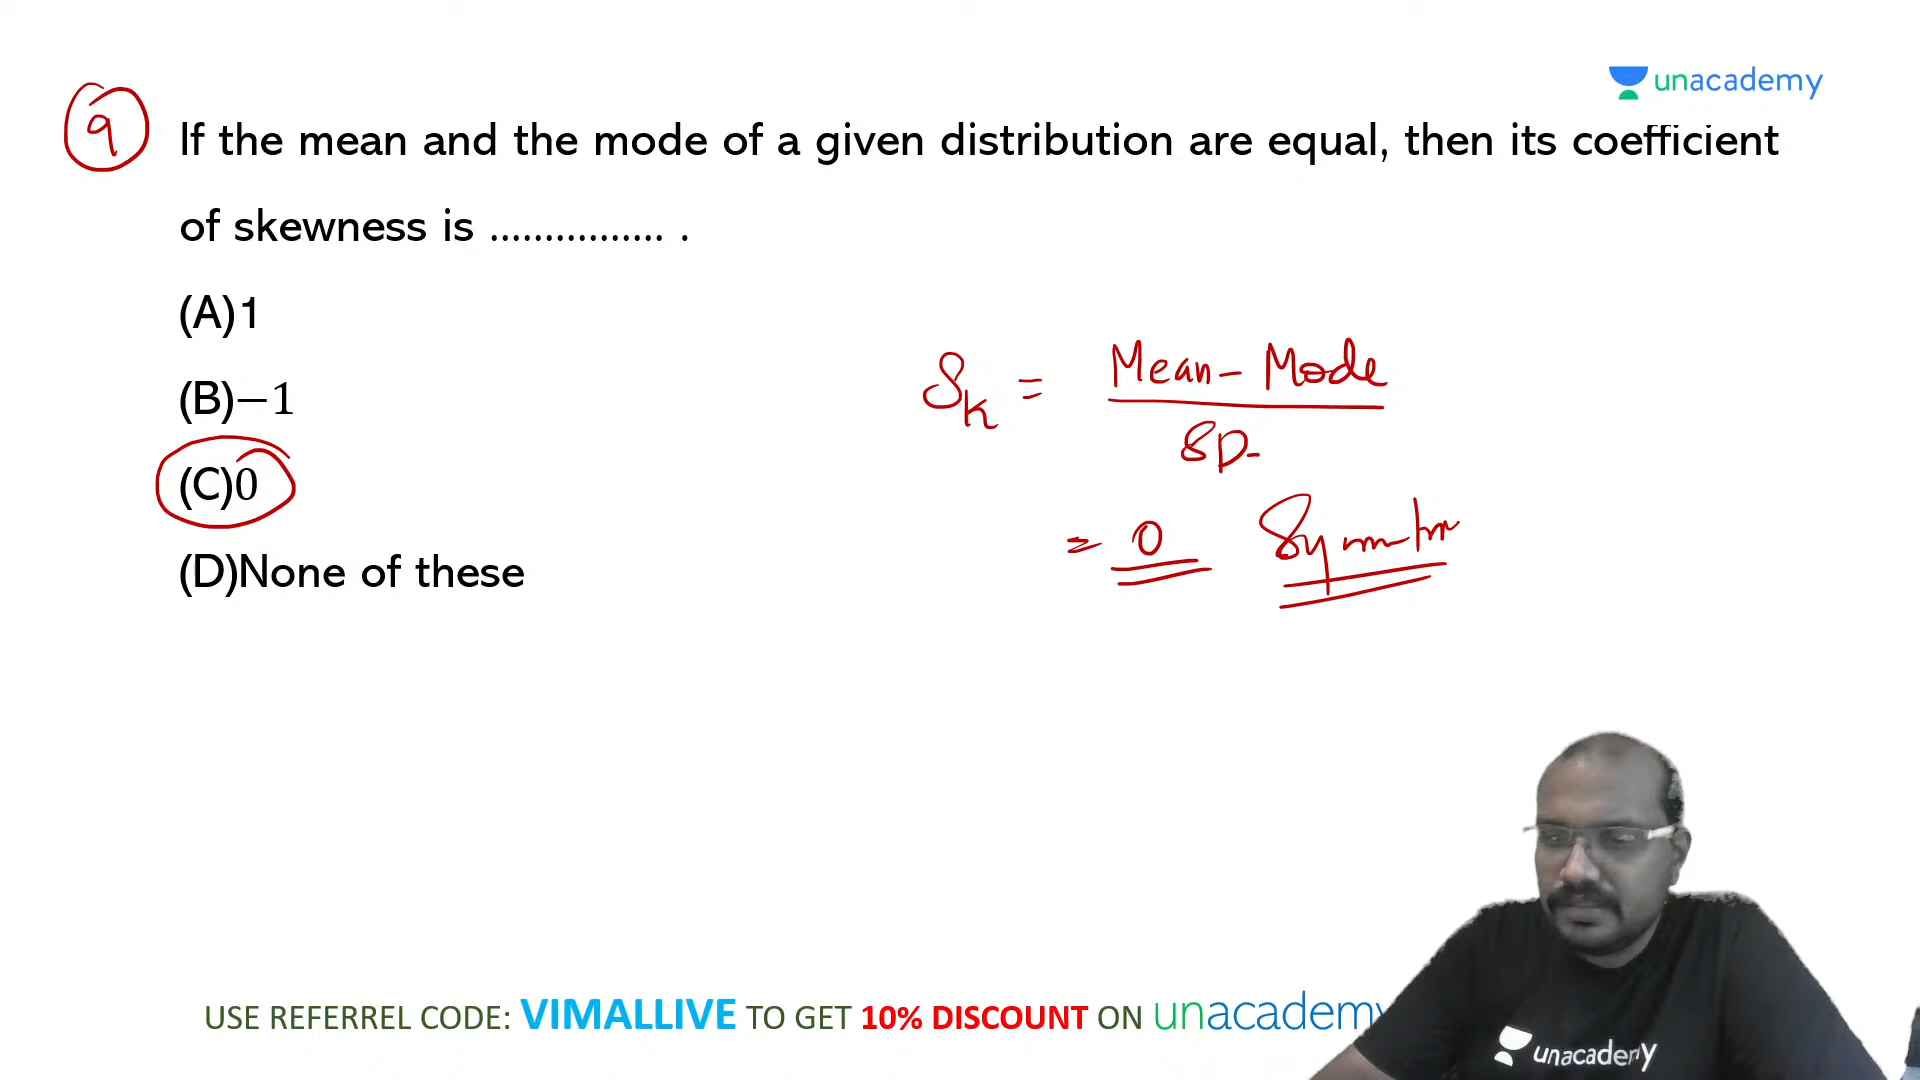 unacademy
9 If the mean and the mode of a given distribution are equal, then its coefficient
of skewness is ................ .
(A)1
(B)−1
(C)0
(D)None of these
Sk = Mean - Mode
SD
= 0
USE REFERREL CODE: VIMALLIVE TO GET 10% DISCOUNT ON unacademy
unacademy